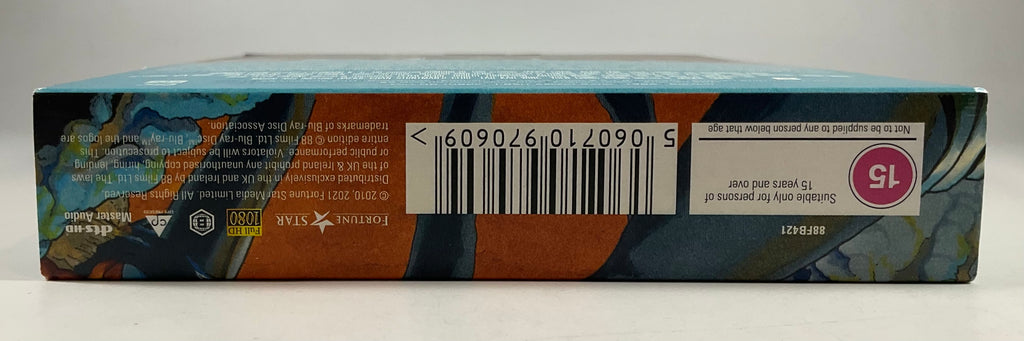 88FB421
Suitable only for persons of
15 years and over
15
Not to be supplied to any person below that age
5 060710 970609 >
FORTUNE STAR
Full HD
1080
CP
dts-HD
Master Audio
© 2010, 2021 Fortune Star Media Limited. All Rights Reserved.
Distributed exclusively in the UK and Ireland by 88 Films Ltd. The laws
of the UK & Ireland prohibit any unauthorised copying, hiring, lending
or public performance. Violators will be subject to prosecution. This
entire edition © 88 Films Ltd. Blu-ray Disc™, Blu-ray™ and the logos are
trademarks of Blu-ray Disc Association.